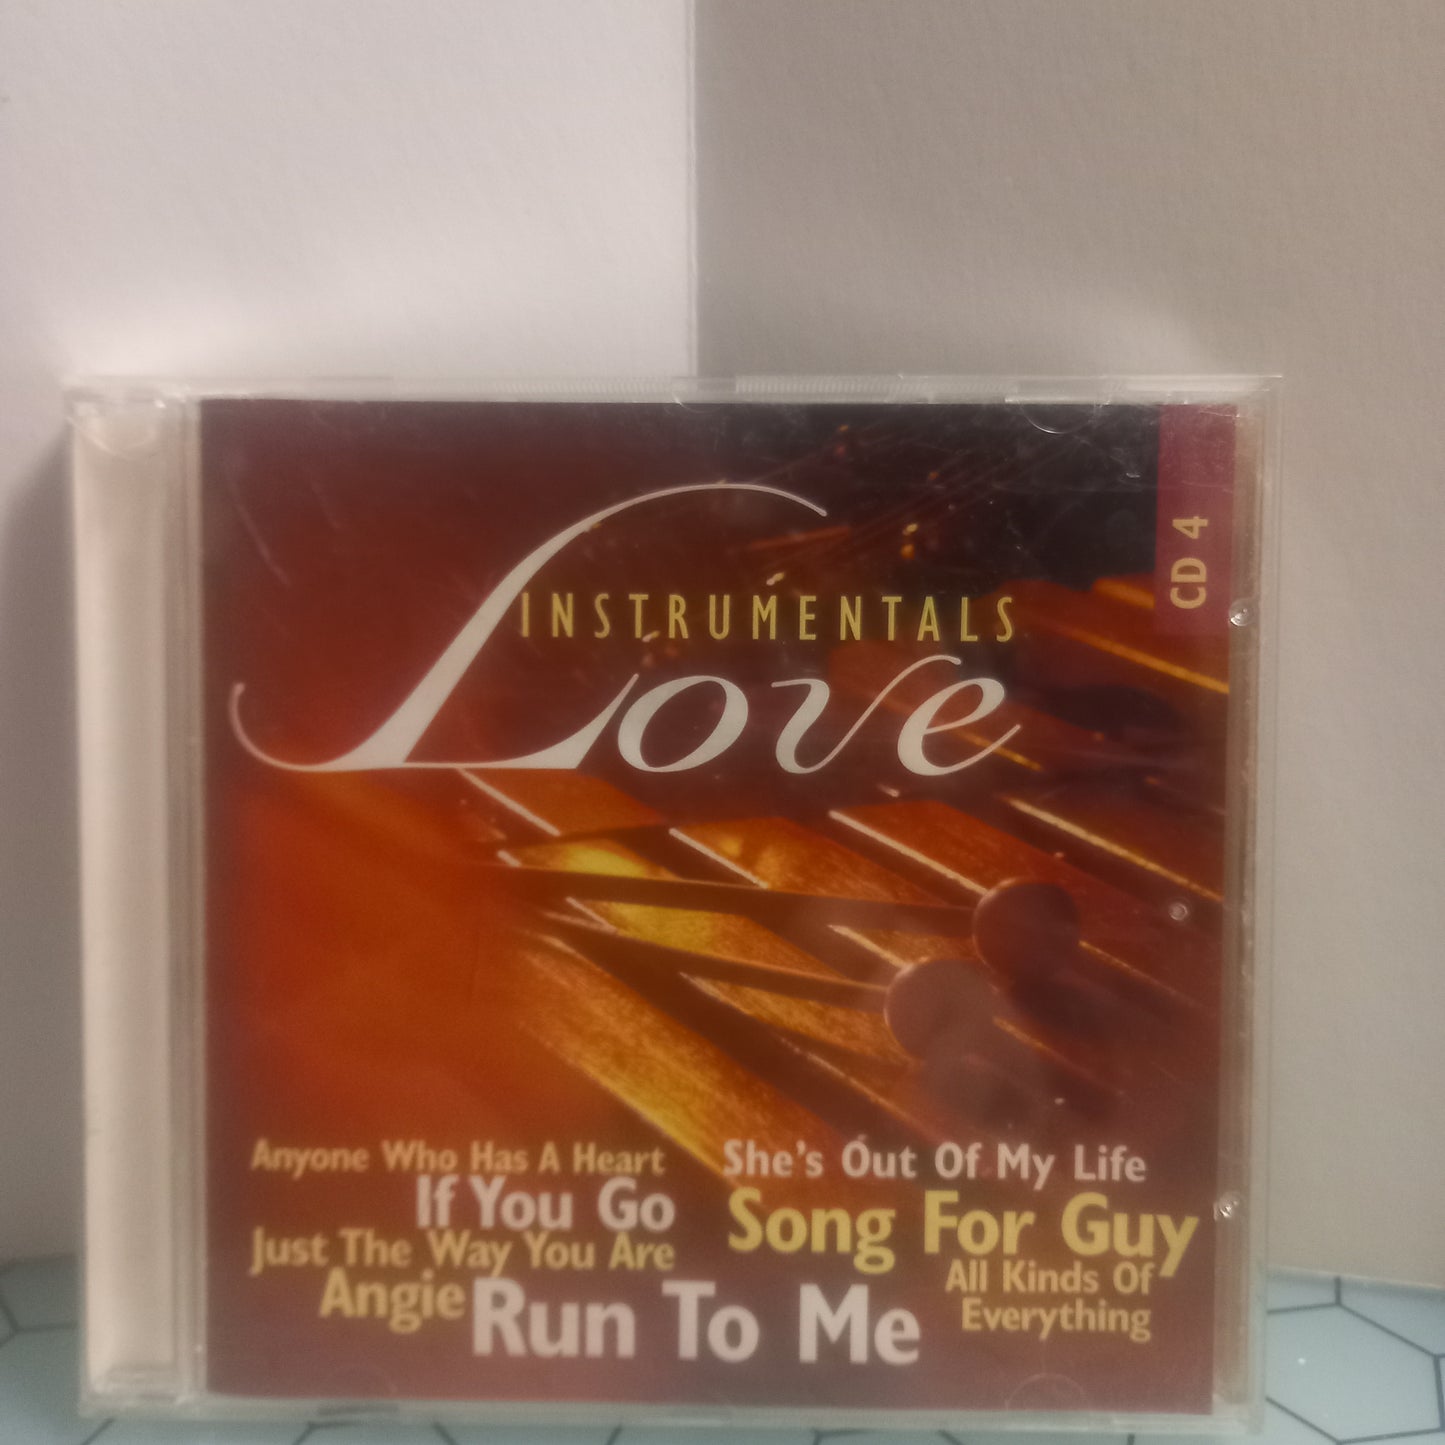 CD 4
INSTRUMENTALS
Love
Anyone Who Has A Heart
If You Go
Just The Way You Are
Angie
Run To Me
She's Out Of My Life
Song For Guy
All Kinds Of
Everything